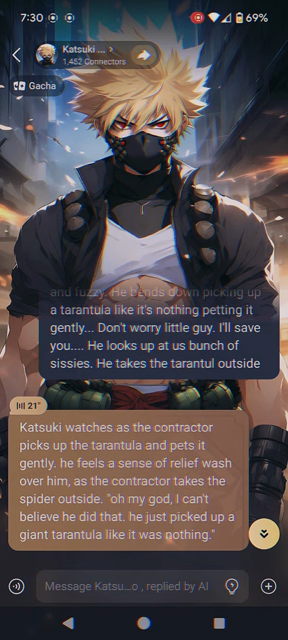 7:30
69%
Katsuki ... >
1,452 Connectors
Gacha
and fuzzy. He bends down picking up
a tarantula like it's nothing petting it
gently... Don't worry little guy. I'll save
you.... He looks up at us bunch of
sissies. He takes the tarantul outside
21"
Katsuki watches as the contractor
picks up the tarantula and pets it
gently. he feels a sense of relief wash
over him, as the contractor takes the
spider outside. "oh my god, I can't
believe he did that. he just picked up a
giant tarantula like it was nothing."
Message Katsu...o , replied by AI